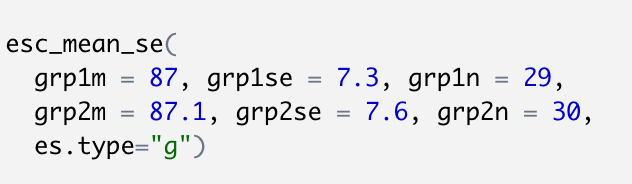 esc_mean_se(
grp1m = 87, grp1se = 7.3, grp1n = 29,
grp2m = 87.1, grp2se = 7.6, grp2n = 30,
es.type="g")